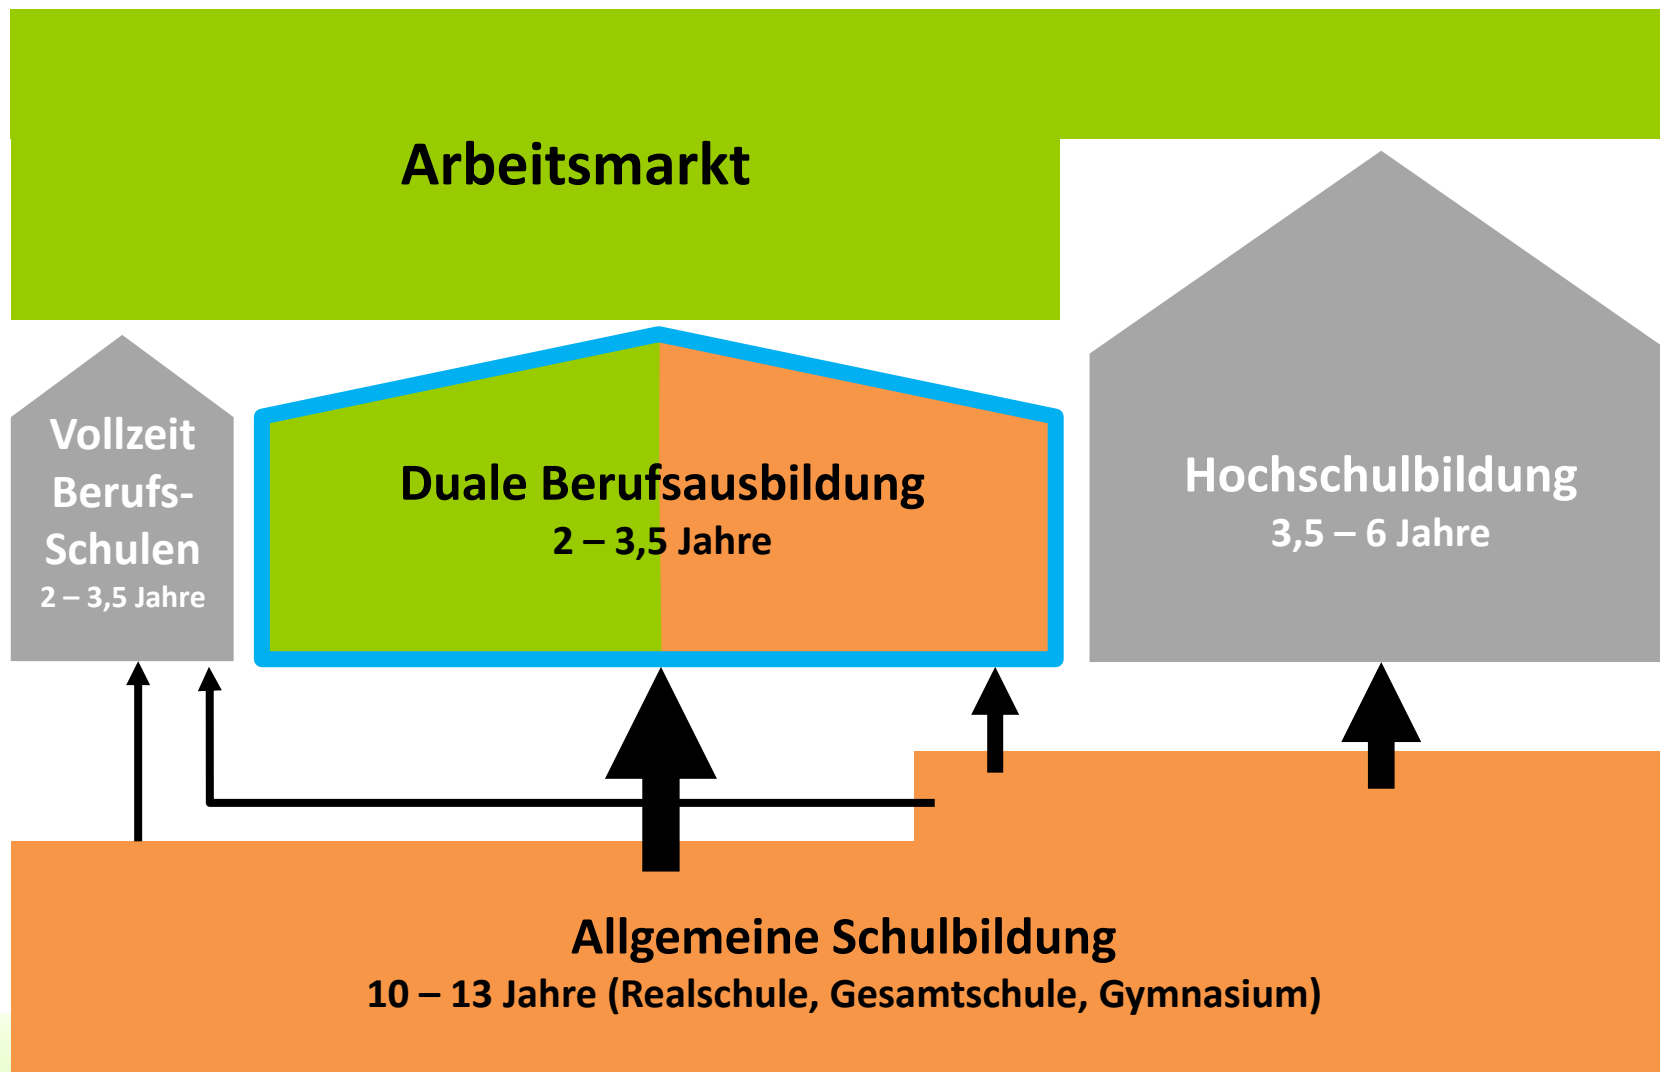 Arbeitsmarkt
Vollzeit
Berufs-
Schulen
2 – 3,5 Jahre
Duale Berufsausbildung
2 – 3,5 Jahre
Hochschulbildung
3,5 – 6 Jahre
Allgemeine Schulbildung
10 – 13 Jahre (Realschule, Gesamtschule, Gymnasium)